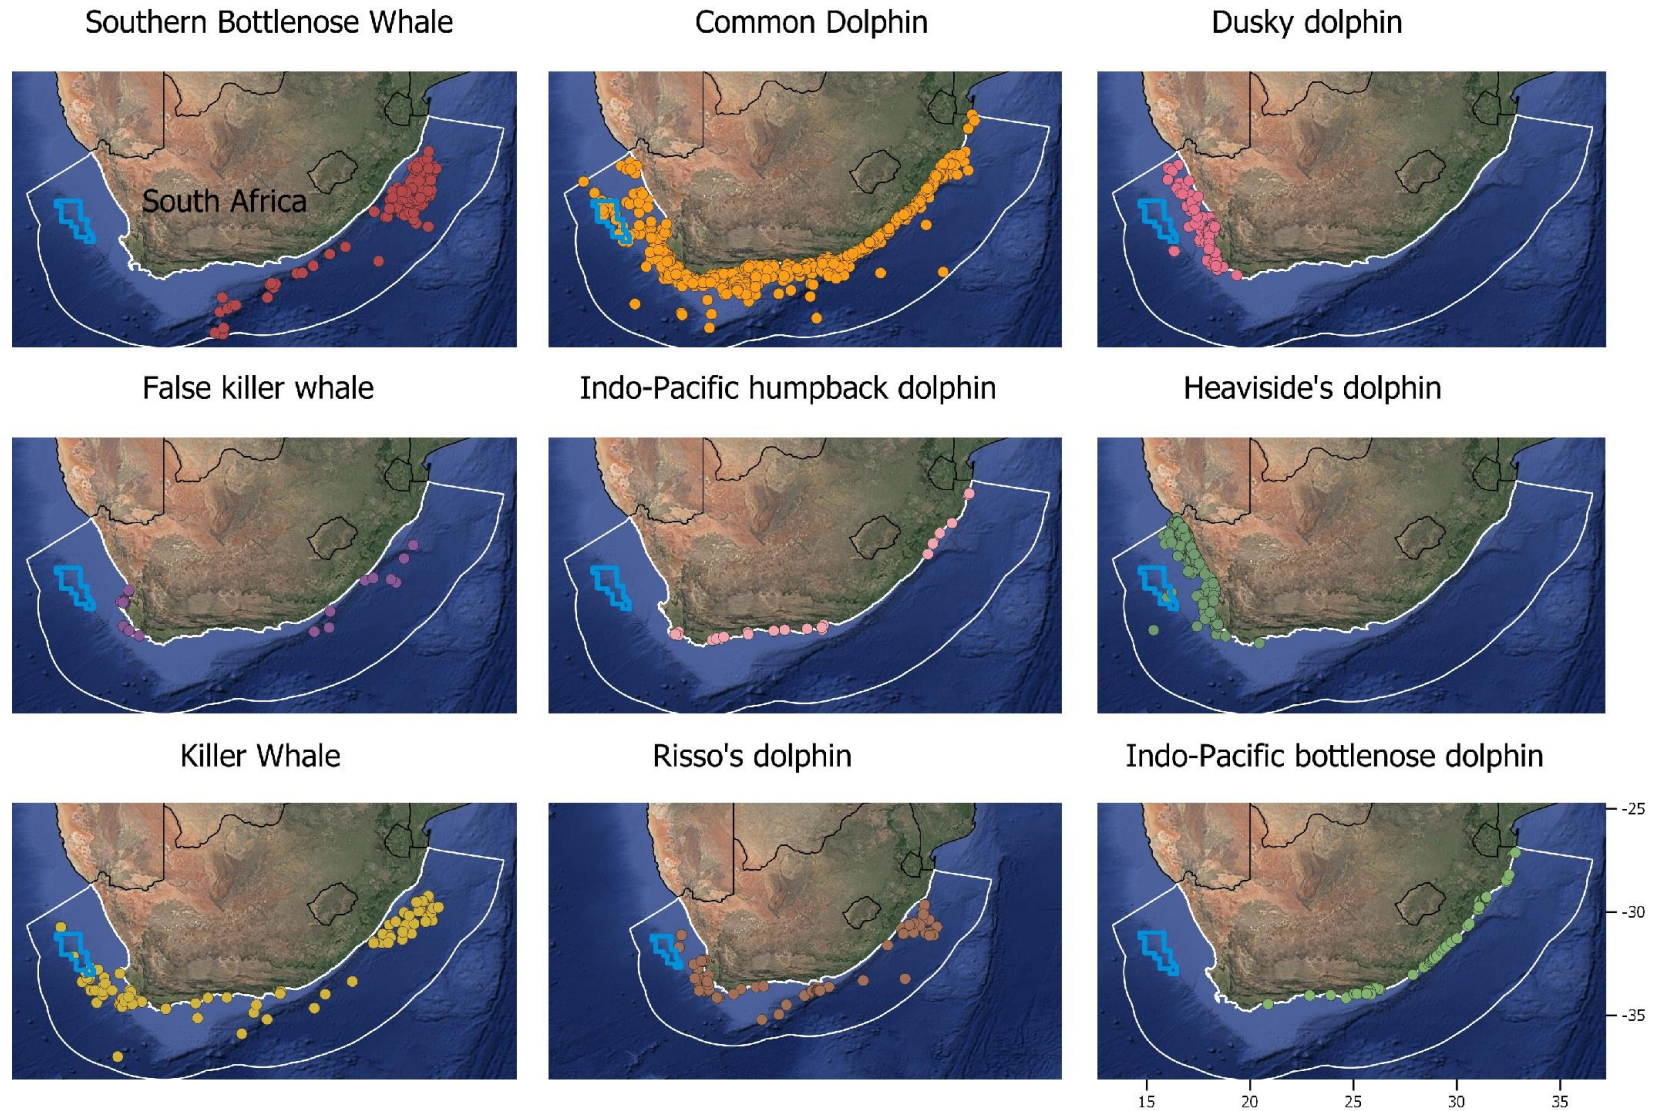 Southern Bottlenose Whale
Common Dolphin
Dusky dolphin
South Africa
False killer whale
Indo-Pacific humpback dolphin
Heaviside's dolphin
Killer Whale
Risso's dolphin
Indo-Pacific bottlenose dolphin
-25
-30
-35
15 20 25 30 35